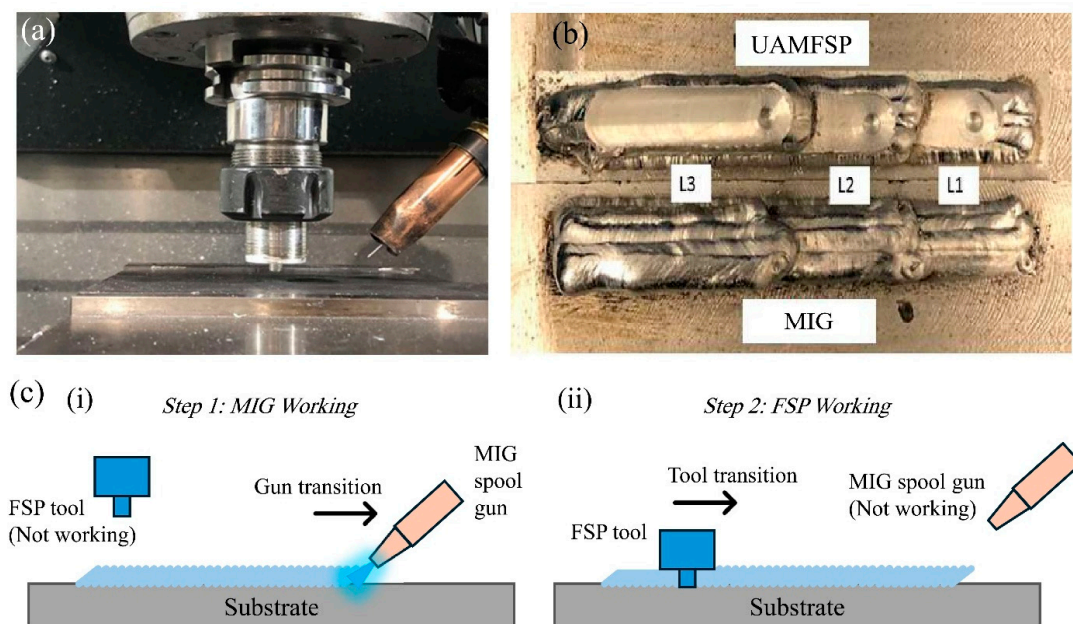 (a)
(b)
UAMFSP
L3
L2
L1
MIG
(c)
(i)
Step 1: MIG Working
FSP tool
(Not working)
Gun transition
MIG
spool
gun
Substrate
(ii)
Step 2: FSP Working
Tool transition
FSP tool
MIG spool gun
(Not working)
Substrate